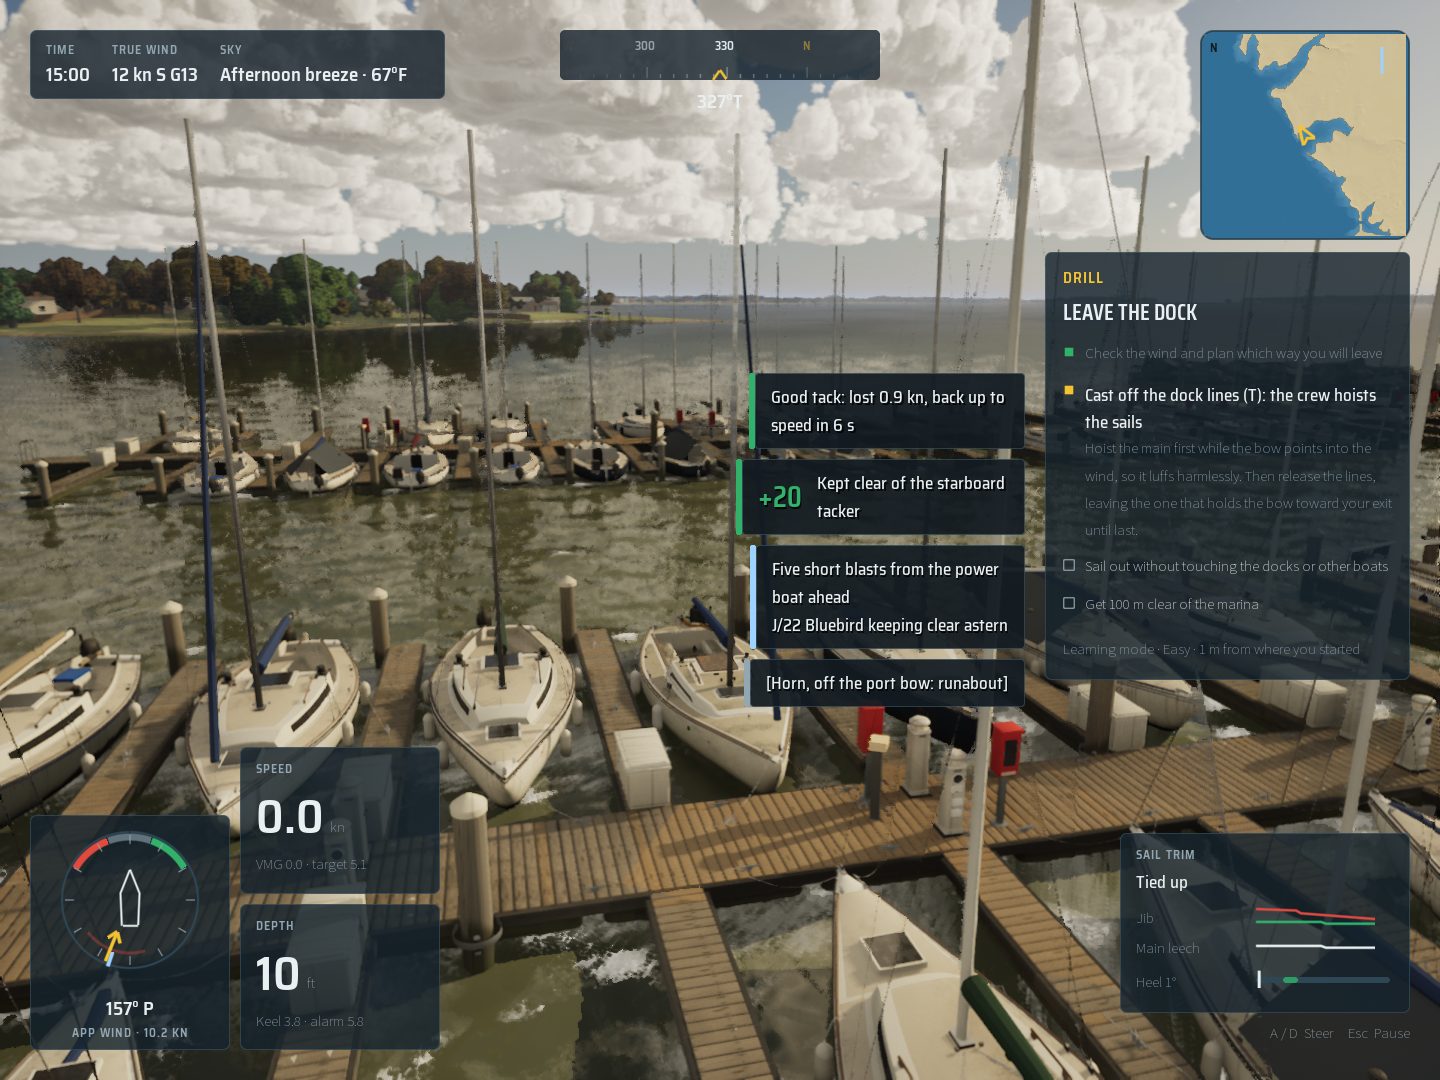 TIME
TRUE WIND
SKY
15:00
12 kn S G13
Afternoon breeze · 67°F
300
330
N
327°T
N
DRILL
LEAVE THE DOCK
Check the wind and plan which way you will leave
Cast off the dock lines (T): the crew hoists
the sails
Hoist the main first while the bow points into the
wind, so it luffs harmlessly. Then release the lines,
leaving the one that holds the bow toward your exit
until last.
Sail out without touching the docks or other boats
Get 100 m clear of the marina
Learning mode · Easy · 1 m from where you started
Good tack: lost 0.9 kn, back up to
speed in 6 s
+20
Kept clear of the starboard
tacker
Five short blasts from the power
boat ahead
J/22 Bluebird keeping clear astern
[Horn, off the port bow: runabout]
SPEED
0.0 kn
VMG 0.0 · target 5.1
DEPTH
10 ft
Keel 3.8 · alarm 5.8
157° P
APP WIND · 10.2 KN
SAIL TRIM
Tied up
Jib
Main leech
Heel 1°
A / D Steer Esc Pause